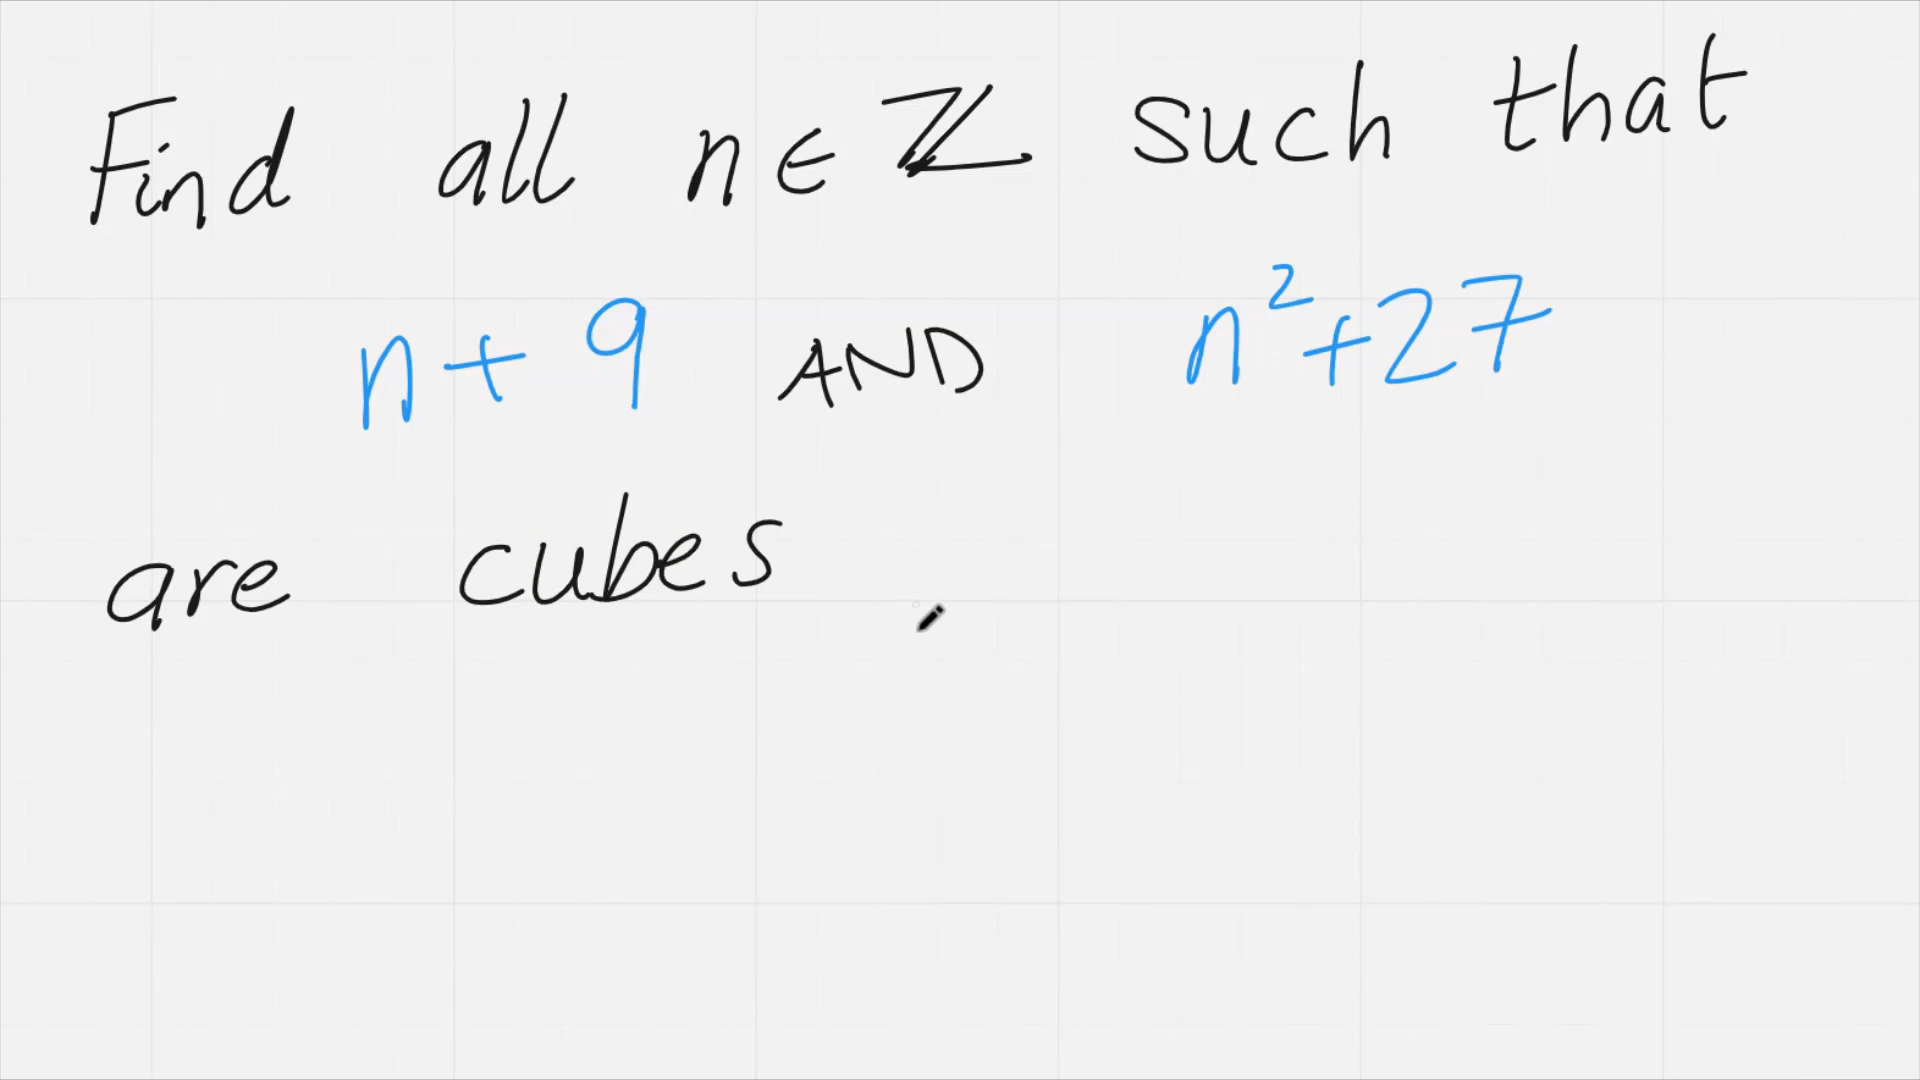 Find all n ∈ ℤ such that
n + 9 AND n² + 27
are cubes